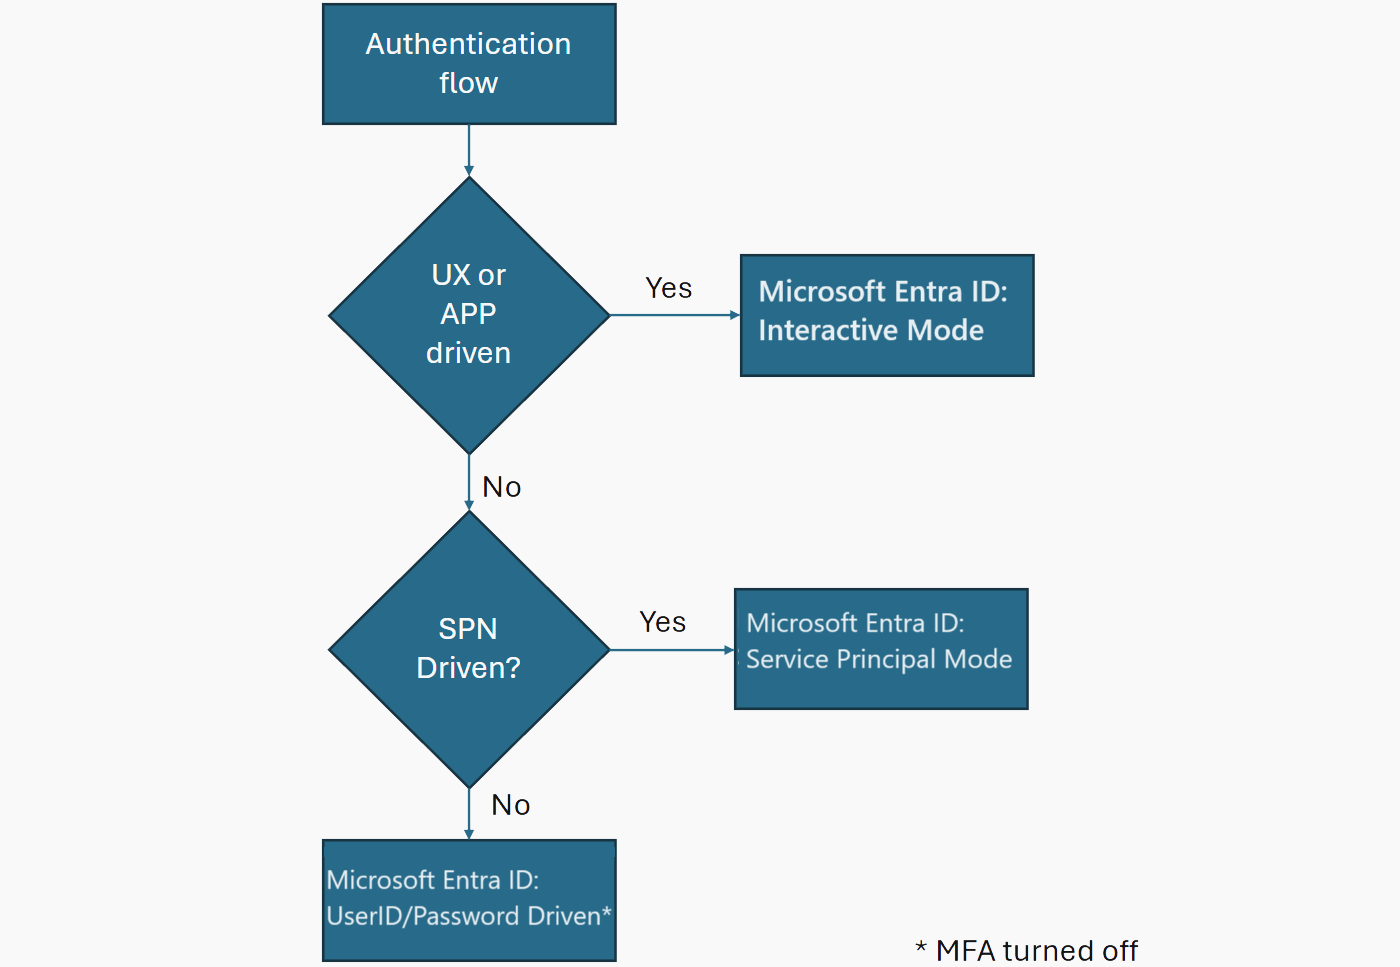 Authentication
flow
UX or
APP
driven
Yes
Microsoft Entra ID:
Interactive Mode
No
SPN
Driven?
Yes
Microsoft Entra ID:
Service Principal Mode
No
Microsoft Entra ID:
UserID/Password Driven*
* MFA turned off